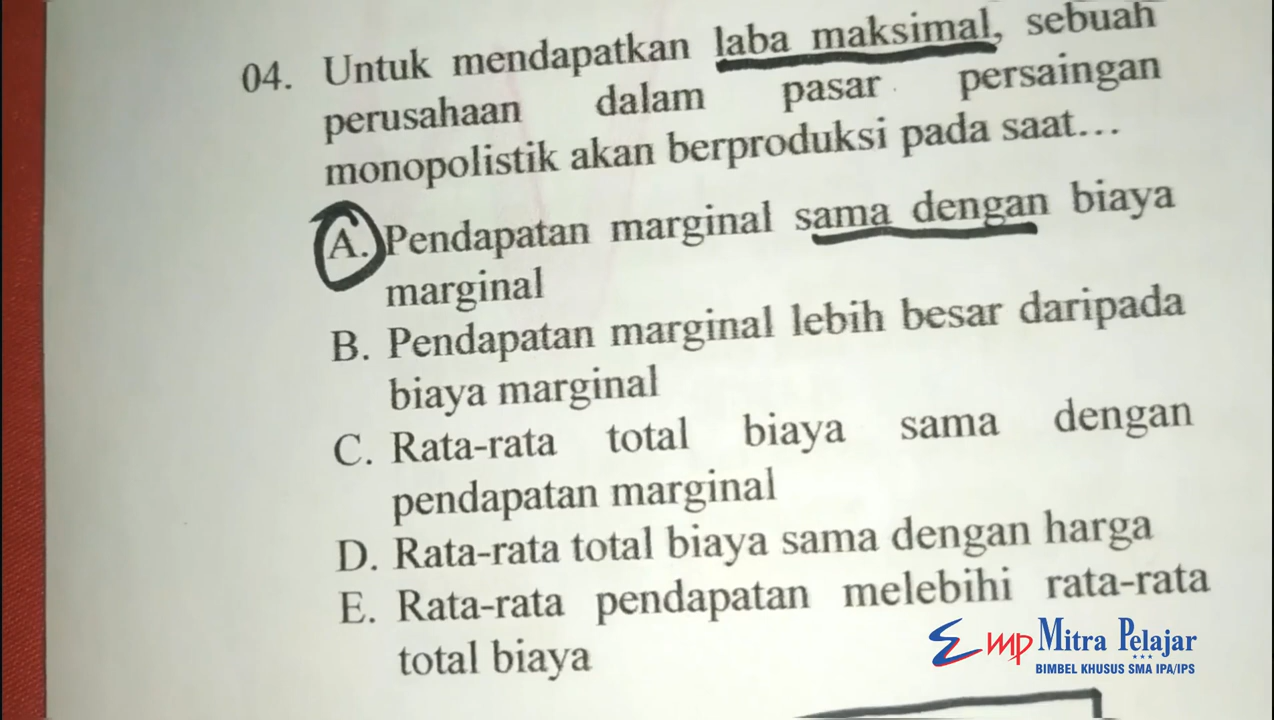 04. Untuk mendapatkan laba maksimal, sebuah
perusahaan dalam pasar persaingan
monopolistik akan berproduksi pada saat...
A. Pendapatan marginal sama dengan biaya
marginal
B. Pendapatan marginal lebih besar daripada
biaya marginal
C. Rata-rata total biaya sama dengan
pendapatan marginal
D. Rata-rata total biaya sama dengan harga
E. Rata-rata pendapatan melebihi rata-rata
total biaya
mp Mitra Pelajar
BIMBEL KHUSUS SMA IPA/IPS